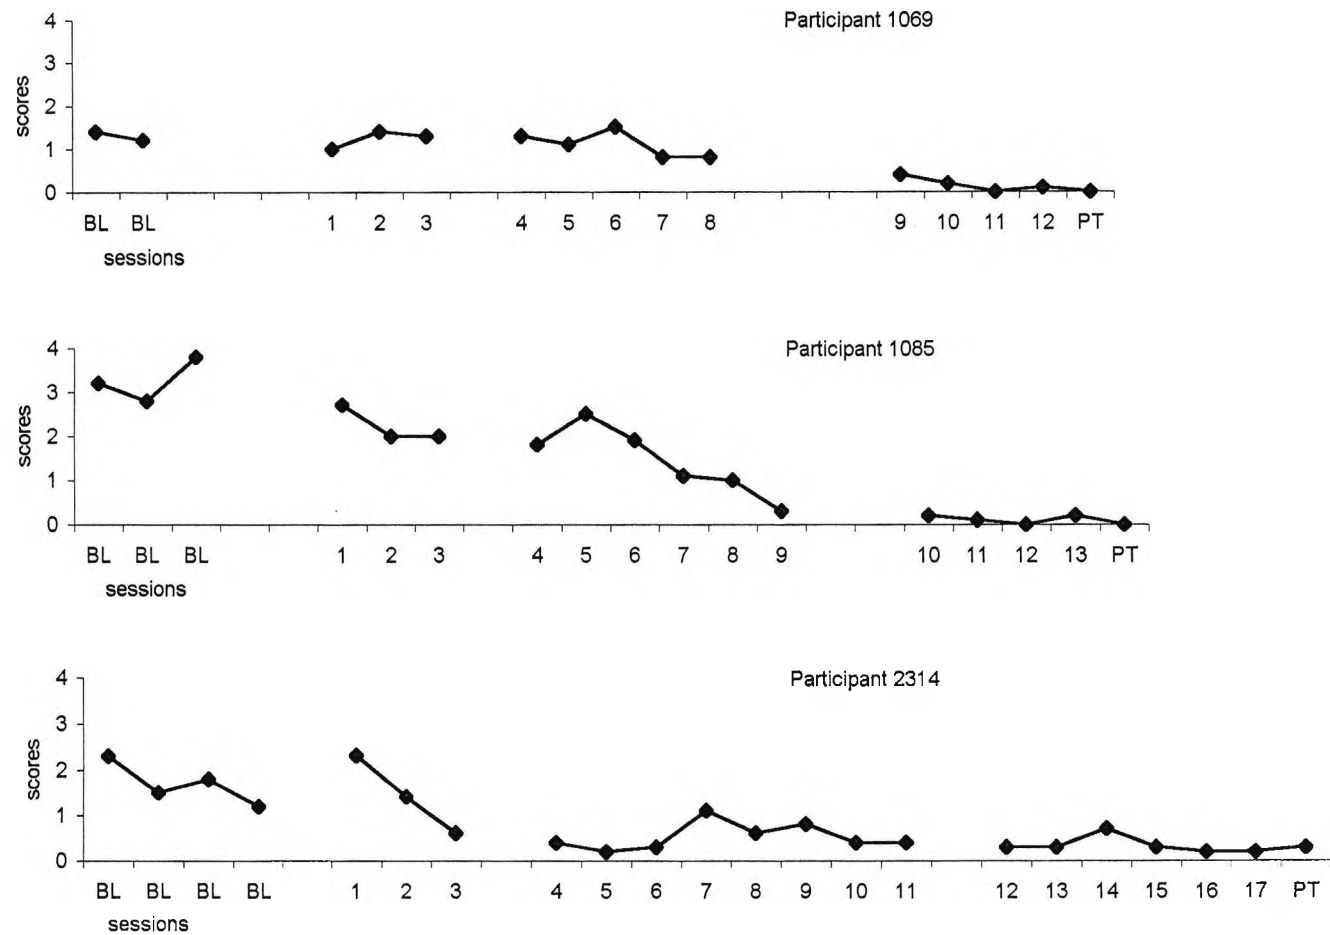 Participant 1069
4
3
2
1
0
scores
BL BL 1 2 3 4 5 6 7 8 9 10 11 12 PT
sessions
Participant 1085
4
3
2
1
0
scores
BL BL BL 1 2 3 4 5 6 7 8 9 10 11 12 13 PT
sessions
Participant 2314
4
3
2
1
0
scores
BL BL BL BL 1 2 3 4 5 6 7 8 9 10 11 12 13 14 15 16 17 PT
sessions